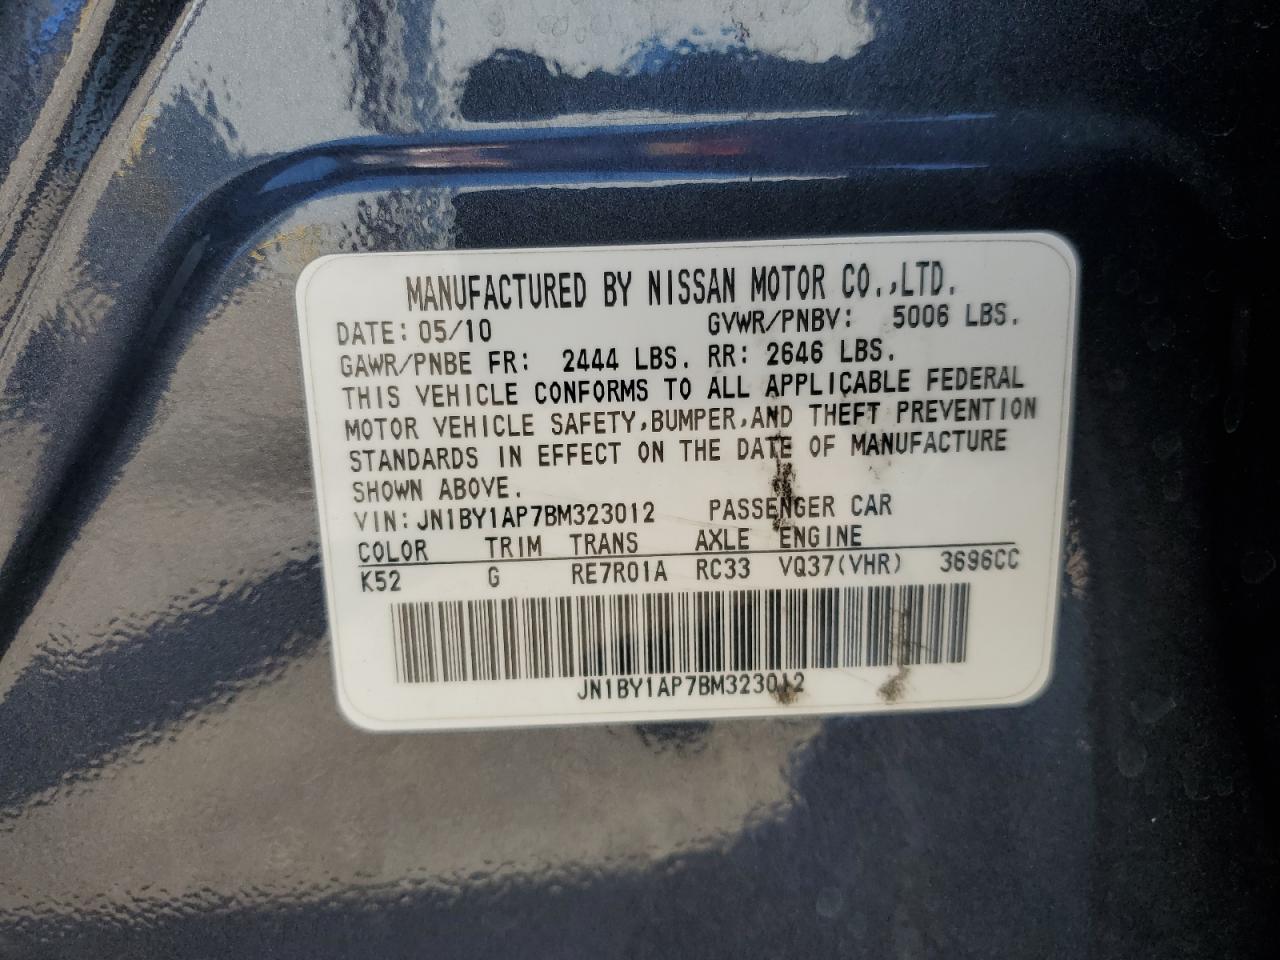 MANUFACTURED BY NISSAN MOTOR CO.,LTD.
DATE: 05/10 GVWR/PNBV: 5006 LBS.
GAWR/PNBE FR: 2444 LBS. RR: 2646 LBS.
THIS VEHICLE CONFORMS TO ALL APPLICABLE FEDERAL
MOTOR VEHICLE SAFETY,BUMPER,AND THEFT PREVENTION
STANDARDS IN EFFECT ON THE DATE OF MANUFACTURE
SHOWN ABOVE.
VIN: JN1BY1AP7BM323012 PASSENGER CAR
COLOR TRIM TRANS AXLE ENGINE
K52 G RE7R01A RC33 VQ37(VHR) 3696CC
JN1BY1AP7BM323012